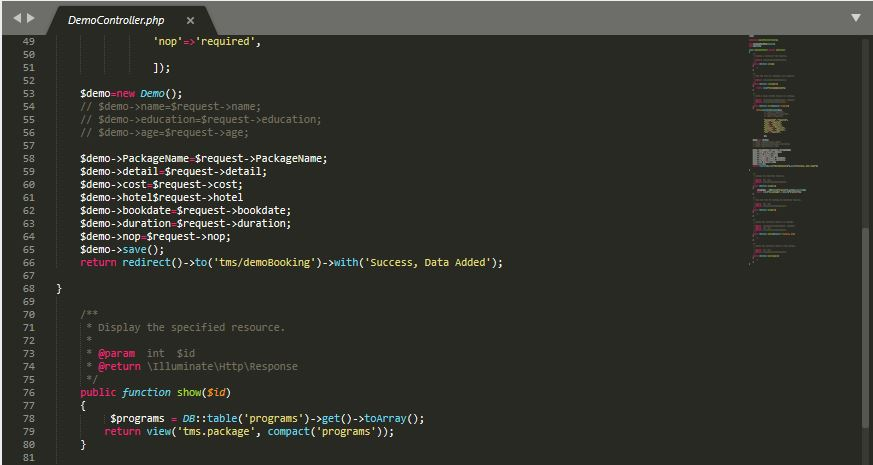 DemoController.php
49 'nop'=>'required',
50
51 ]);
52
53 $demo=new Demo();
54 // $demo->name=$request->name;
55 // $demo->education=$request->education;
56 // $demo->age=$request->age;
57
58 $demo->PackageName=$request->PackageName;
59 $demo->detail=$request->detail;
60 $demo->cost=$request->cost;
61 $demo->hotel$request->hotel
62 $demo->bookdate=$request->bookdate;
63 $demo->duration=$request->duration;
64 $demo->nop=$request->nop;
65 $demo->save();
66 return redirect()->to('tms/demoBooking')->with('Success, Data Added');
67
68 }
69
70 /**
71 * Display the specified resource.
72 *
73 * @param  int  $id
74 * @return \Illuminate\Http\Response
75 */
76 public function show($id)
77 {
78 $programs = DB::table('programs')->get()->toArray();
79 return view('tms.package', compact('programs'));
80 }
81